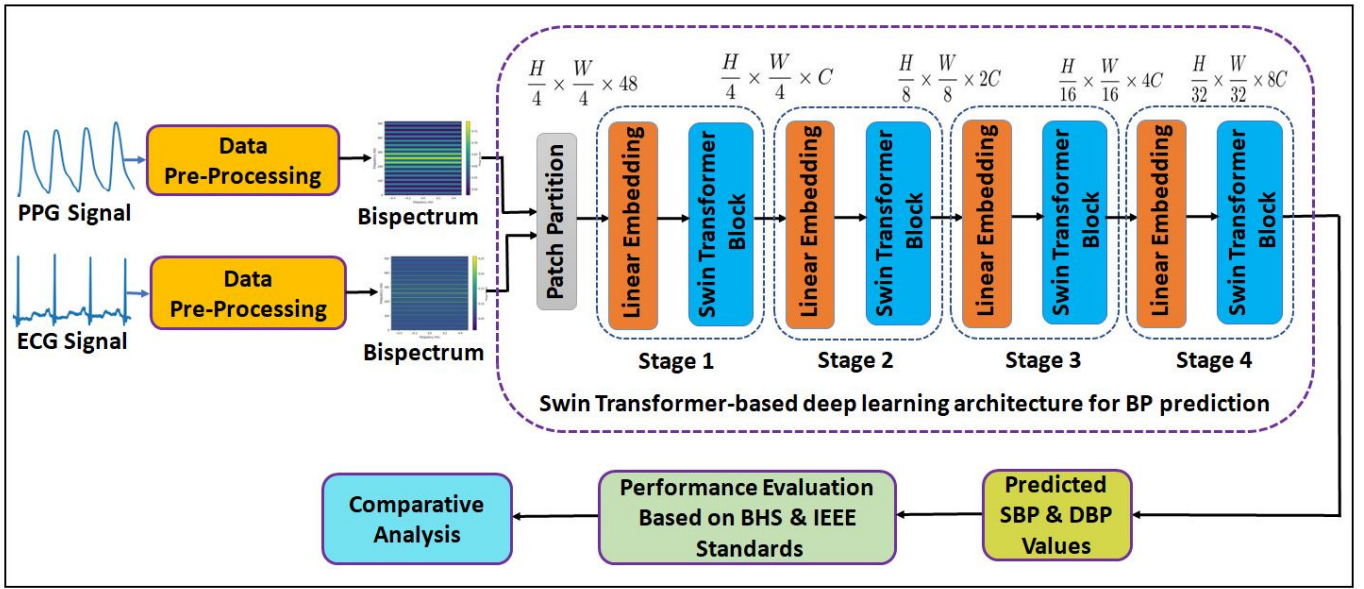 H/4 × W/4 × 48
H/4 × W/4 × C
H/8 × W/8 × 2C
H/16 × W/16 × 4C
H/32 × W/32 × 8C
PPG Signal
Data
Pre-Processing
Bispectrum
ECG Signal
Data
Pre-Processing
Bispectrum
Patch Partition
Linear Embedding
Swin Transformer
Block
Stage 1
Linear Embedding
Swin Transformer
Block
Stage 2
Linear Embedding
Swin Transformer
Block
Stage 3
Linear Embedding
Swin Transformer
Block
Stage 4
Swin Transformer-based deep learning architecture for BP prediction
Predicted
SBP & DBP
Values
Performance Evaluation
Based on BHS & IEEE
Standards
Comparative
Analysis